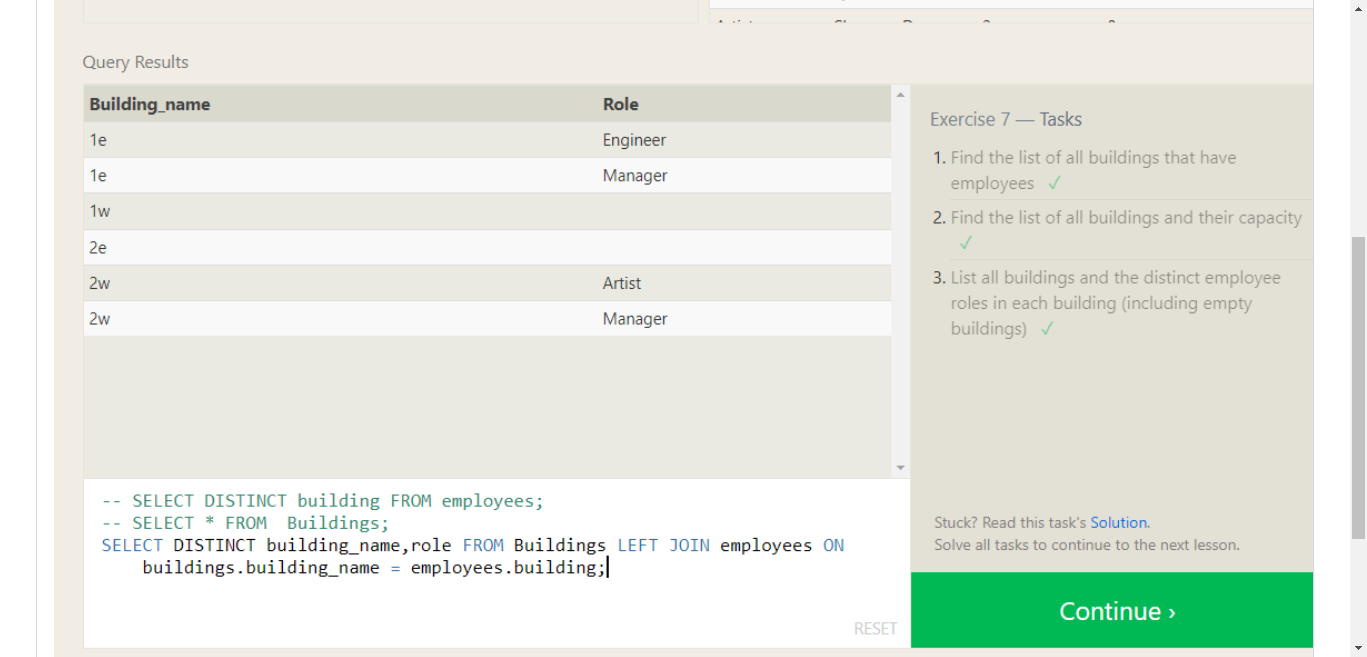 Query Results
Building_name Role
1e Engineer
1e Manager
1w
2e
2w Artist
2w Manager
Exercise 7 — Tasks
1. Find the list of all buildings that have
employees ✓
2. Find the list of all buildings and their capacity
✓
3. List all buildings and the distinct employee
roles in each building (including empty
buildings) ✓
-- SELECT DISTINCT building FROM employees;
-- SELECT * FROM  Buildings;
SELECT DISTINCT building_name,role FROM Buildings LEFT JOIN employees ON
buildings.building_name = employees.building;
RESET
Stuck? Read this task's Solution.
Solve all tasks to continue to the next lesson.
Continue ›